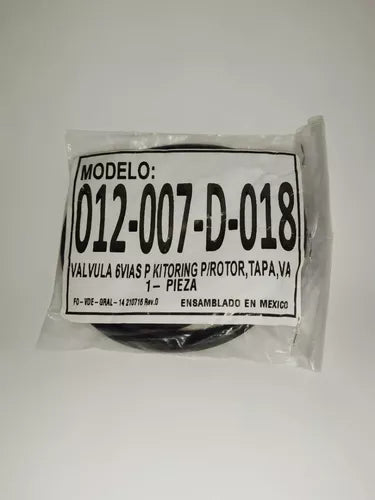 MODELO:
012-007-D-018
VALVULA 6VIAS P KITORING P/ROTOR,TAPA,VA
1- PIEZA
FO-VDE-GRAL-14 210715 Rev.0 ENSAMBLADO EN MEXICO